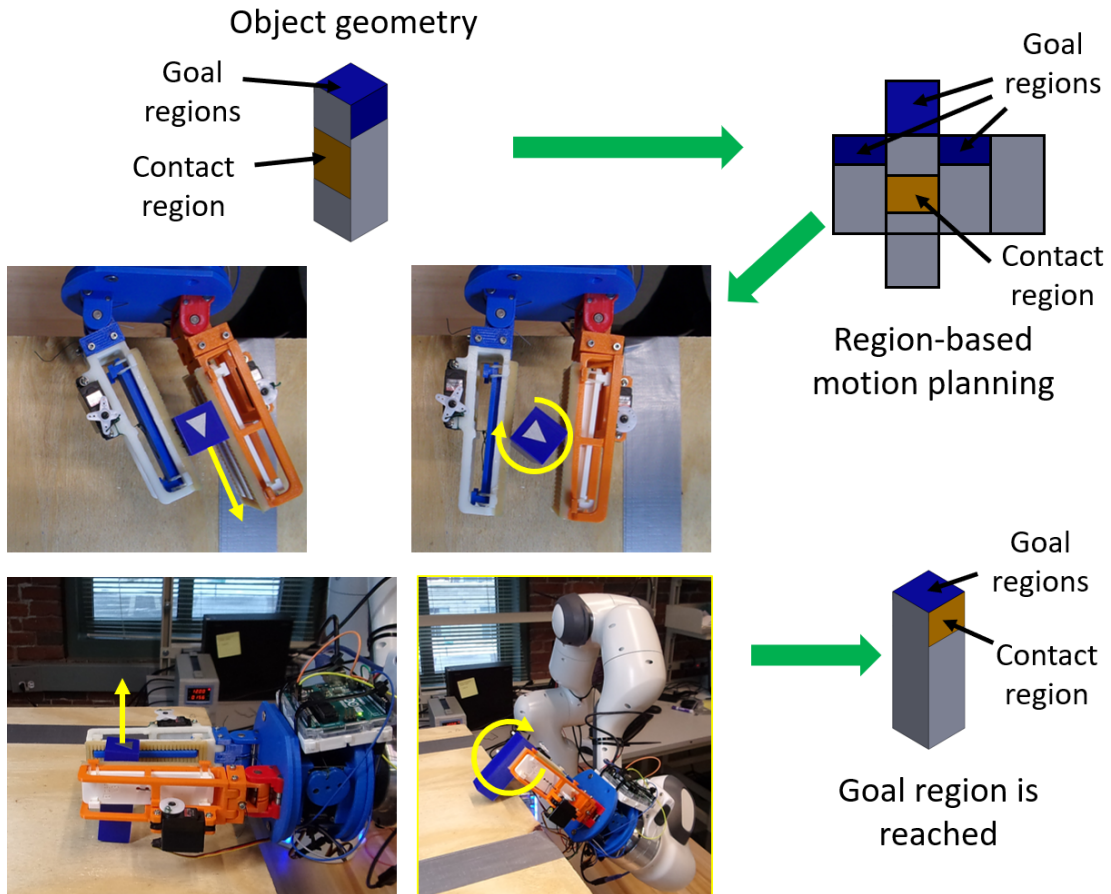 Object geometry
Goal
regions
Contact
region
Goal
regions
Contact
region
Region-based
motion planning
Goal
regions
Contact
region
Goal region is
reached